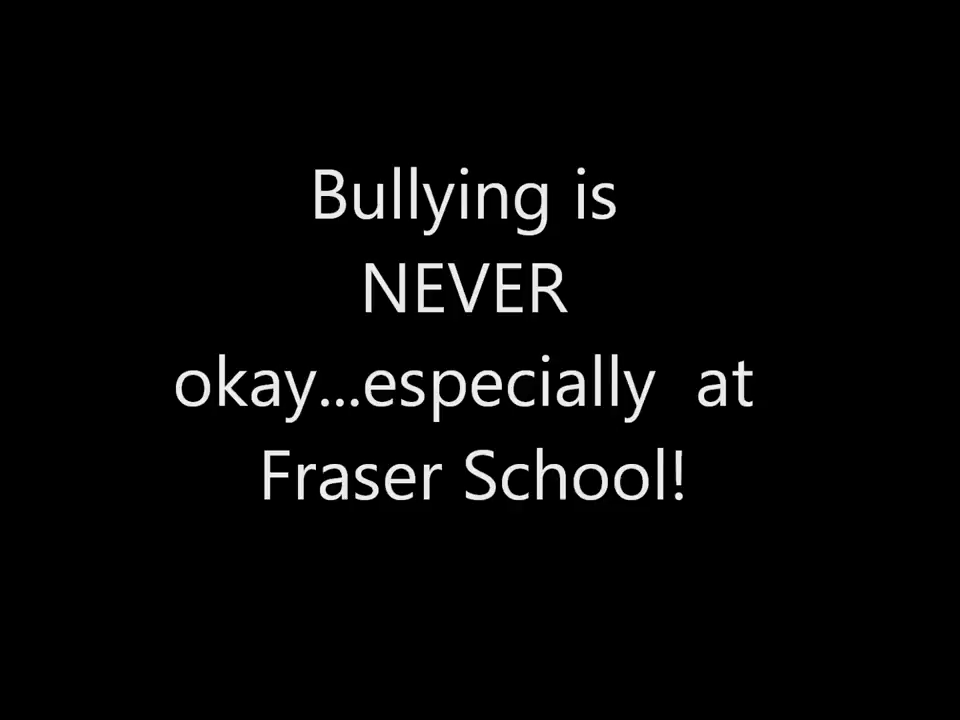 Bullying is
NEVER
okay...especially  at
Fraser School!